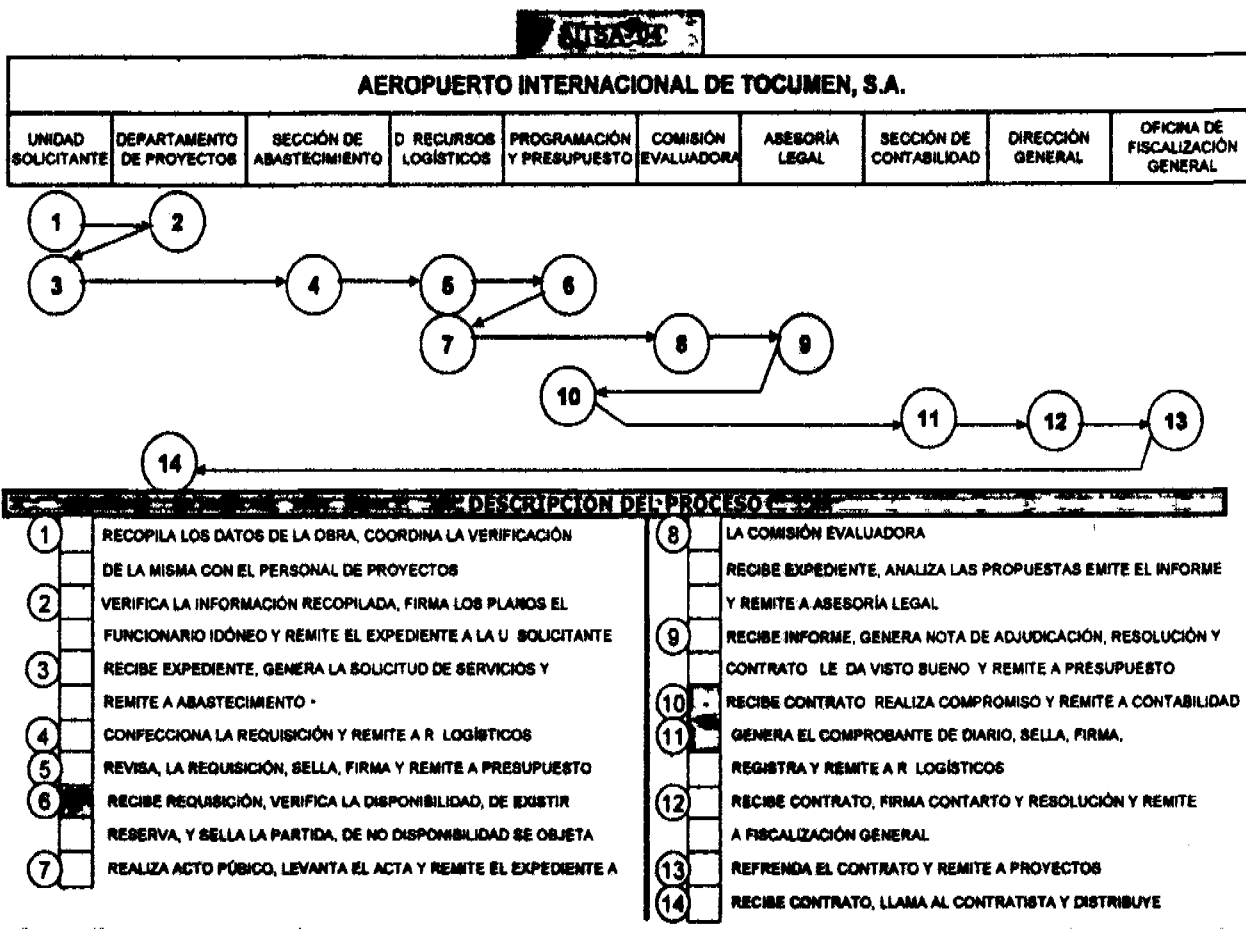 AITSA-04
AEROPUERTO INTERNACIONAL DE TOCUMEN, S.A.
UNIDAD SOLICITANTE
DEPARTAMENTO DE PROYECTOS
SECCIÓN DE ABASTECIMIENTO
D RECURSOS LOGÍSTICOS
PROGRAMACIÓN Y PRESUPUESTO
COMISIÓN EVALUADORA
ASESORÍA LEGAL
SECCIÓN DE CONTABILIDAD
DIRECCIÓN GENERAL
OFICINA DE FISCALIZACIÓN GENERAL
1 2
3 4 5 6
7 8 9
10 11 12 13
14
DESCRIPCIÓN DEL PROCESO
1 RECOPILA LOS DATOS DE LA OBRA, COORDINA LA VERIFICACIÓN
DE LA MISMA CON EL PERSONAL DE PROYECTOS
2 VERIFICA LA INFORMACIÓN RECOPILADA, FIRMA LOS PLANOS EL
FUNCIONARIO IDÓNEO Y REMITE EL EXPEDIENTE A LA U SOLICITANTE
3 RECIBE EXPEDIENTE, GENERA LA SOLICITUD DE SERVICIOS Y
REMITE A ABASTECIMIENTO
4 CONFECCIONA LA REQUISICIÓN Y REMITE A R LOGÍSTICOS
5 REVISA, LA REQUISICIÓN, SELLA, FIRMA Y REMITE A PRESUPUESTO
6 RECIBE REQUISICIÓN, VERIFICA LA DISPONIBILIDAD, DE EXISTIR
RESERVA, Y SELLA LA PARTIDA, DE NO DISPONIBILIDAD SE OBJETA
7 REALIZA ACTO PÚBICO, LEVANTA EL ACTA Y REMITE EL EXPEDIENTE A
8 LA COMISIÓN EVALUADORA
RECIBE EXPEDIENTE, ANALIZA LAS PROPUESTAS EMITE EL INFORME
Y REMITE A ASESORÍA LEGAL
9 RECIBE INFORME, GENERA NOTA DE ADJUDICACIÓN, RESOLUCIÓN Y
CONTRATO LE DA VISTO BUENO Y REMITE A PRESUPUESTO
10 RECIBE CONTRATO REALIZA COMPROMISO Y REMITE A CONTABILIDAD
11 GENERA EL COMPROBANTE DE DIARIO, SELLA, FIRMA,
REGISTRA Y REMITE A R LOGÍSTICOS
12 RECIBE CONTRATO, FIRMA CONTARTO Y RESOLUCIÓN Y REMITE
A FISCALIZACIÓN GENERAL
13 REFRENDA EL CONTRATO Y REMITE A PROYECTOS
14 RECIBE CONTRATO, LLAMA AL CONTRATISTA Y DISTRIBUYE